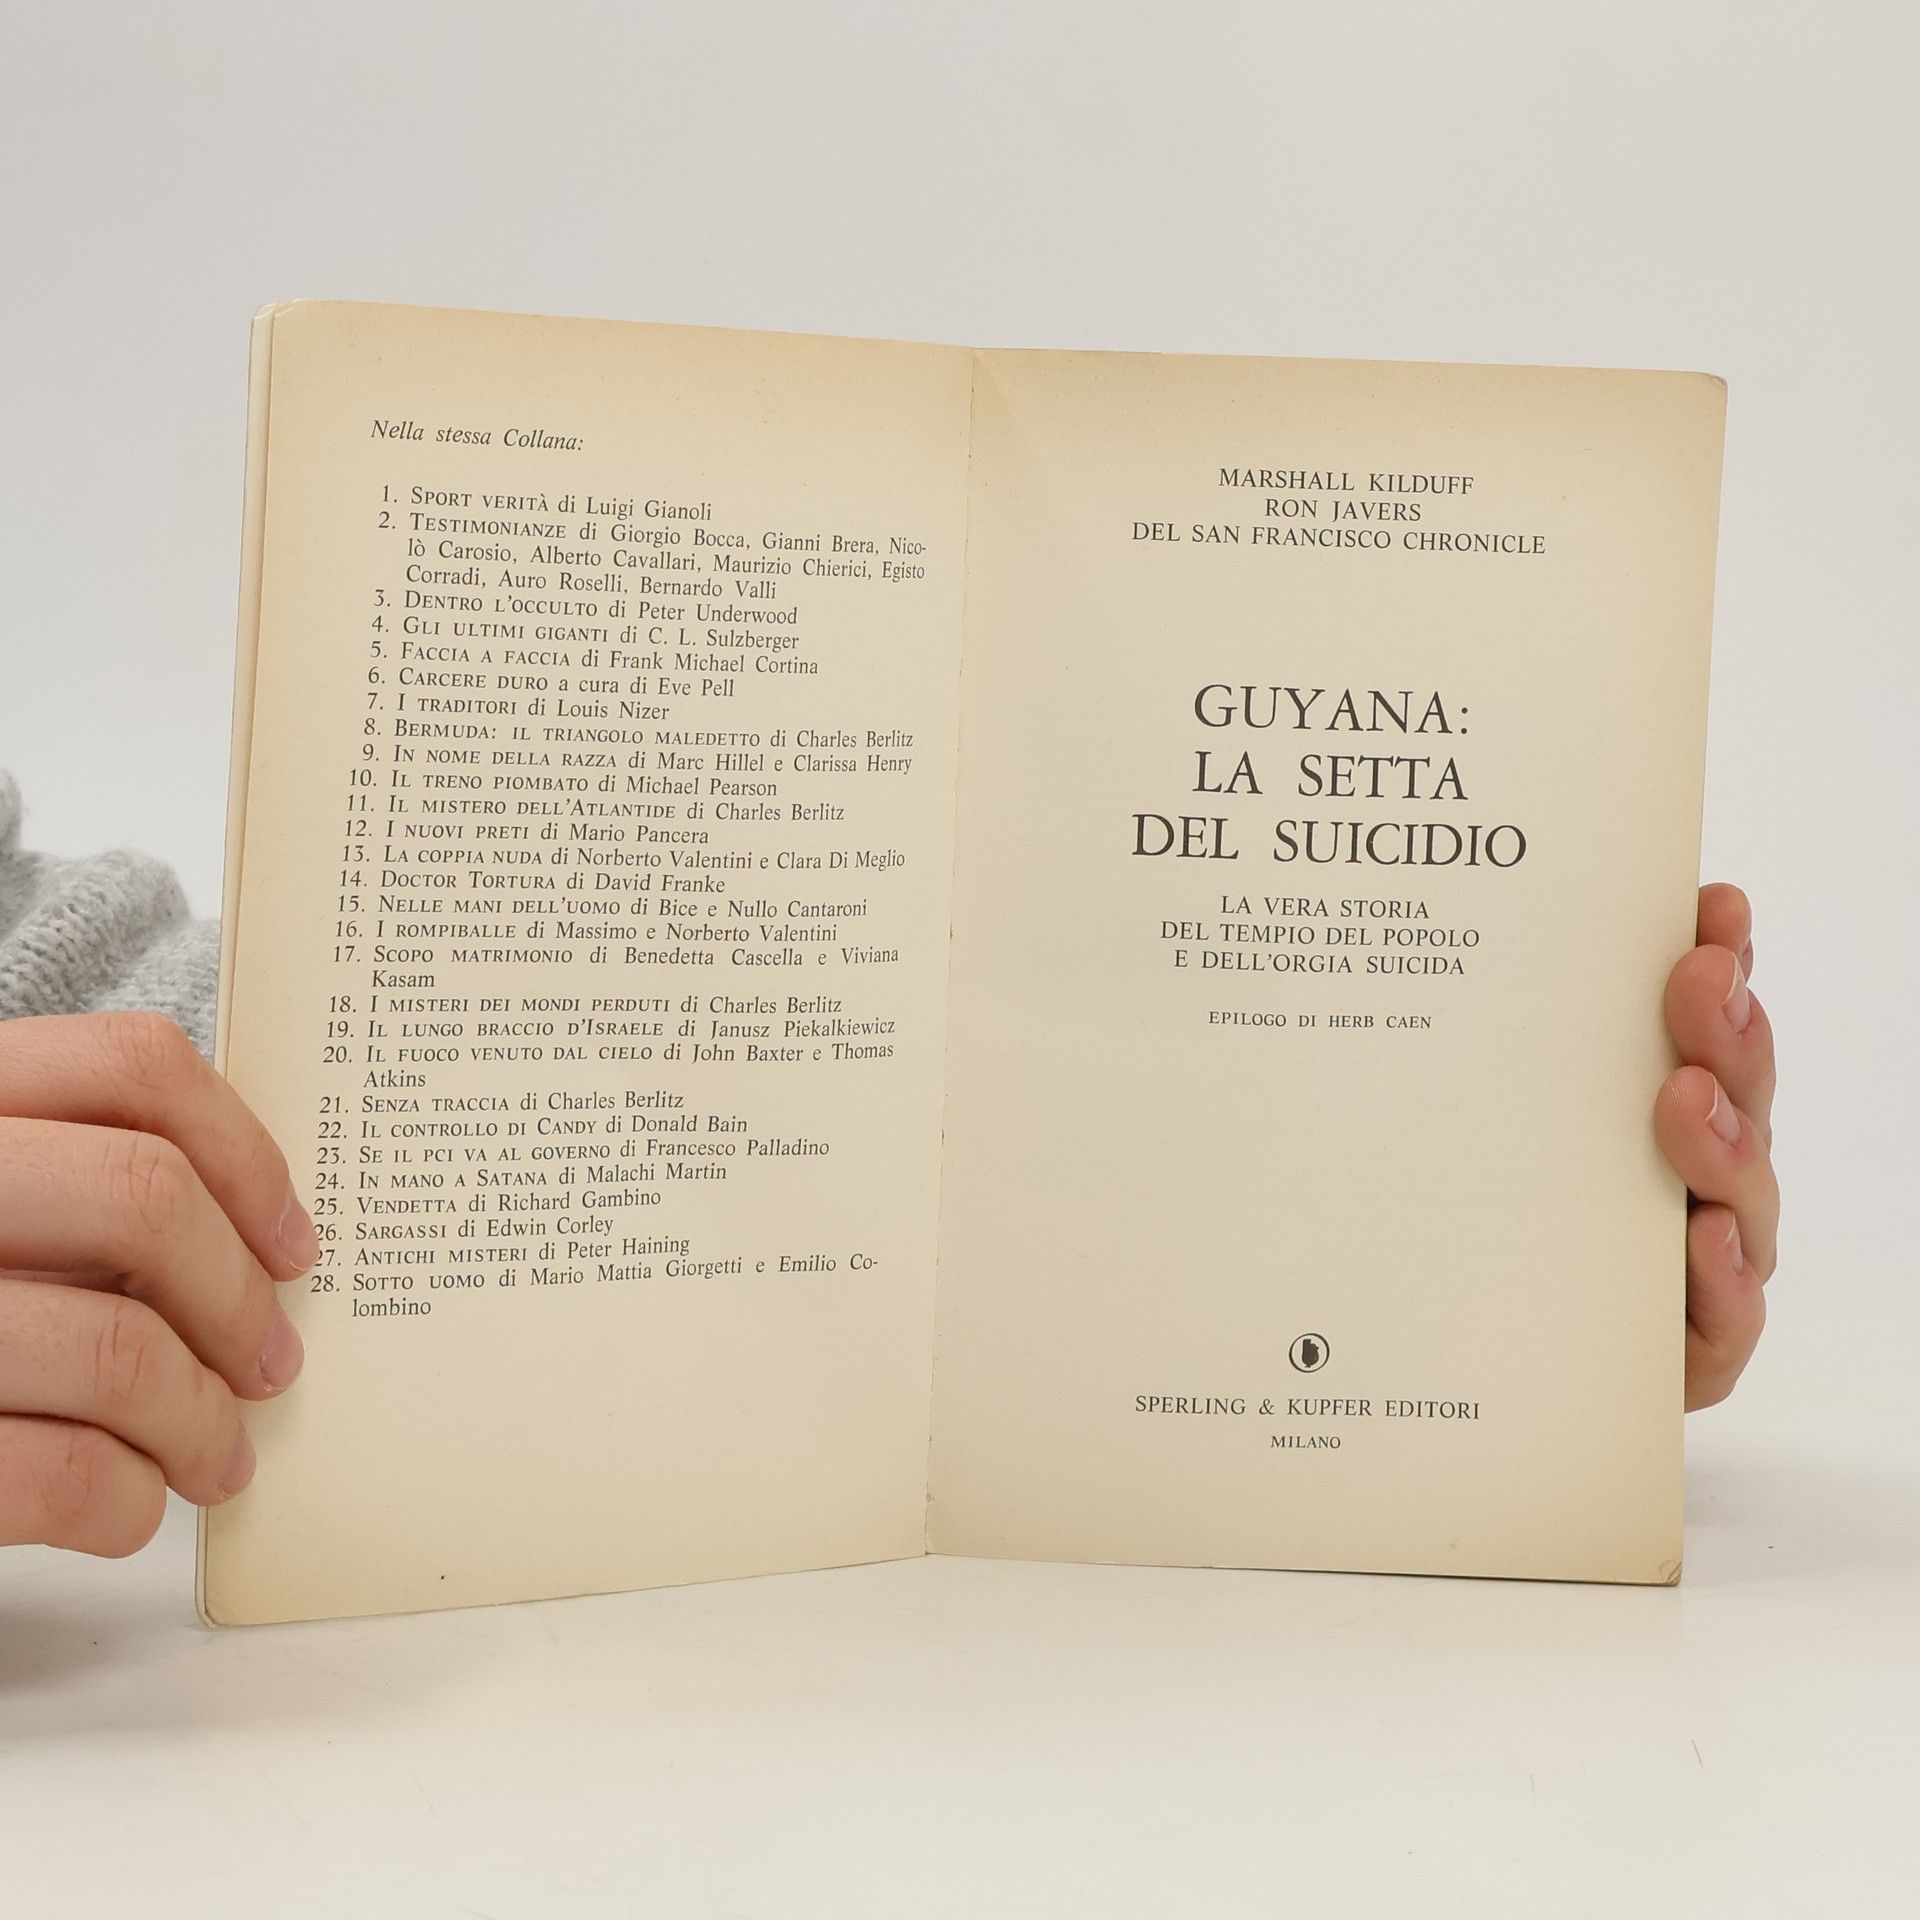 Nella stessa Collana:
1. SPORT VERITÀ di Luigi Gianoli
2. TESTIMONIANZE di Giorgio Bocca, Gianni Brera, Nico-
lò Carosio, Alberto Cavallari, Maurizio Chierici, Egisto
Corradi, Auro Roselli, Bernardo Valli
3. DENTRO L'OCCULTO di Peter Underwood
4. GLI ULTIMI GIGANTI di C. L. Sulzberger
5. FACCIA A FACCIA di Frank Michael Cortina
6. CARCERE DURO a cura di Eve Pell
7. I TRADITORI di Louis Nizer
8. BERMUDA: IL TRIANGOLO MALEDETTO di Charles Berlitz
9. IN NOME DELLA RAZZA di Marc Hillel e Clarissa Henry
10. IL TRENO PIOMBATO di Michael Pearson
11. IL MISTERO DELL'ATLANTIDE di Charles Berlitz
12. I NUOVI PRETI di Mario Pancera
13. LA COPPIA NUDA di Norberto Valentini e Clara Di Meglio
14. DOCTOR TORTURA di David Franke
15. NELLE MANI DELL'UOMO di Bice e Nullo Cantaroni
16. I ROMPIBALLE di Massimo e Norberto Valentini
17. SCOPO MATRIMONIO di Benedetta Cascella e Viviana
Kasam
18. I MISTERI DEI MONDI PERDUTI di Charles Berlitz
19. IL LUNGO BRACCIO D'ISRAELE di Janusz Piekalkiewicz
20. IL FUOCO VENUTO DAL CIELO di John Baxter e Thomas
Atkins
21. SENZA TRACCIA di Charles Berlitz
22. IL CONTROLLO DI CANDY di Donald Bain
23. SE IL PCI VA AL GOVERNO di Francesco Palladino
24. IN MANO A SATANA di Malachi Martin
25. VENDETTA di Richard Gambino
26. SARGASSI di Edwin Corley
27. ANTICHI MISTERI di Peter Haining
28. SOTTO UOMO di Mario Mattia Giorgetti e Emilio Co-
lombino
MARSHALL KILDUFF
RON JAVERS
DEL SAN FRANCISCO CHRONICLE
GUYANA:
LA SETTA
DEL SUICIDIO
LA VERA STORIA
DEL TEMPIO DEL POPOLO
E DELL'ORGIA SUICIDA
EPILOGO DI HERB CAEN
SPERLING & KUPFER EDITORI
MILANO